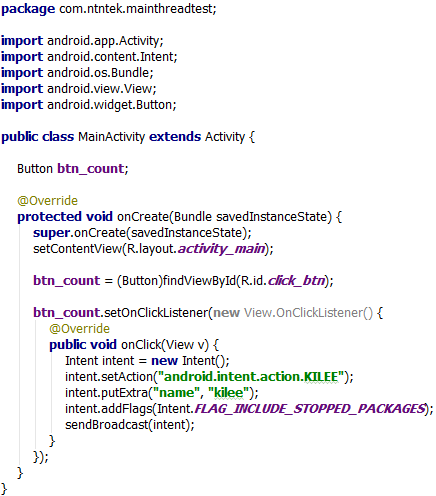 package com.ntntek.mainthreadtest;

import android.app.Activity;
import android.content.Intent;
import android.os.Bundle;
import android.view.View;
import android.widget.Button;

public class MainActivity extends Activity {

    Button btn_count;

    @Override
    protected void onCreate(Bundle savedInstanceState) {
        super.onCreate(savedInstanceState);
        setContentView(R.layout.activity_main);

        btn_count = (Button)findViewById(R.id.click_btn);

        btn_count.setOnClickListener(new View.OnClickListener() {
            @Override
            public void onClick(View v) {
                Intent intent = new Intent();
                intent.setAction("android.intent.action.KILEE");
                intent.putExtra("name", "kilee");
                intent.addFlags(Intent.FLAG_INCLUDE_STOPPED_PACKAGES);
                sendBroadcast(intent);
            }
        });
    }
}